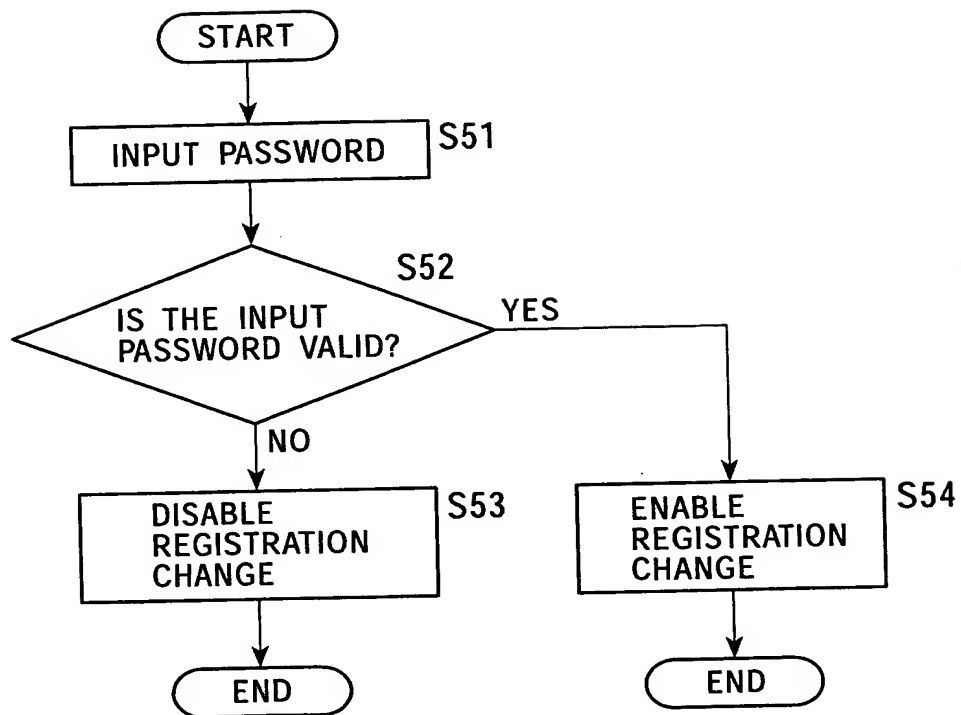 START
INPUT PASSWORD
S51
S52
IS THE INPUT
PASSWORD VALID?
YES
NO
DISABLE
REGISTRATION
CHANGE
S53
ENABLE
REGISTRATION
CHANGE
S54
END
END